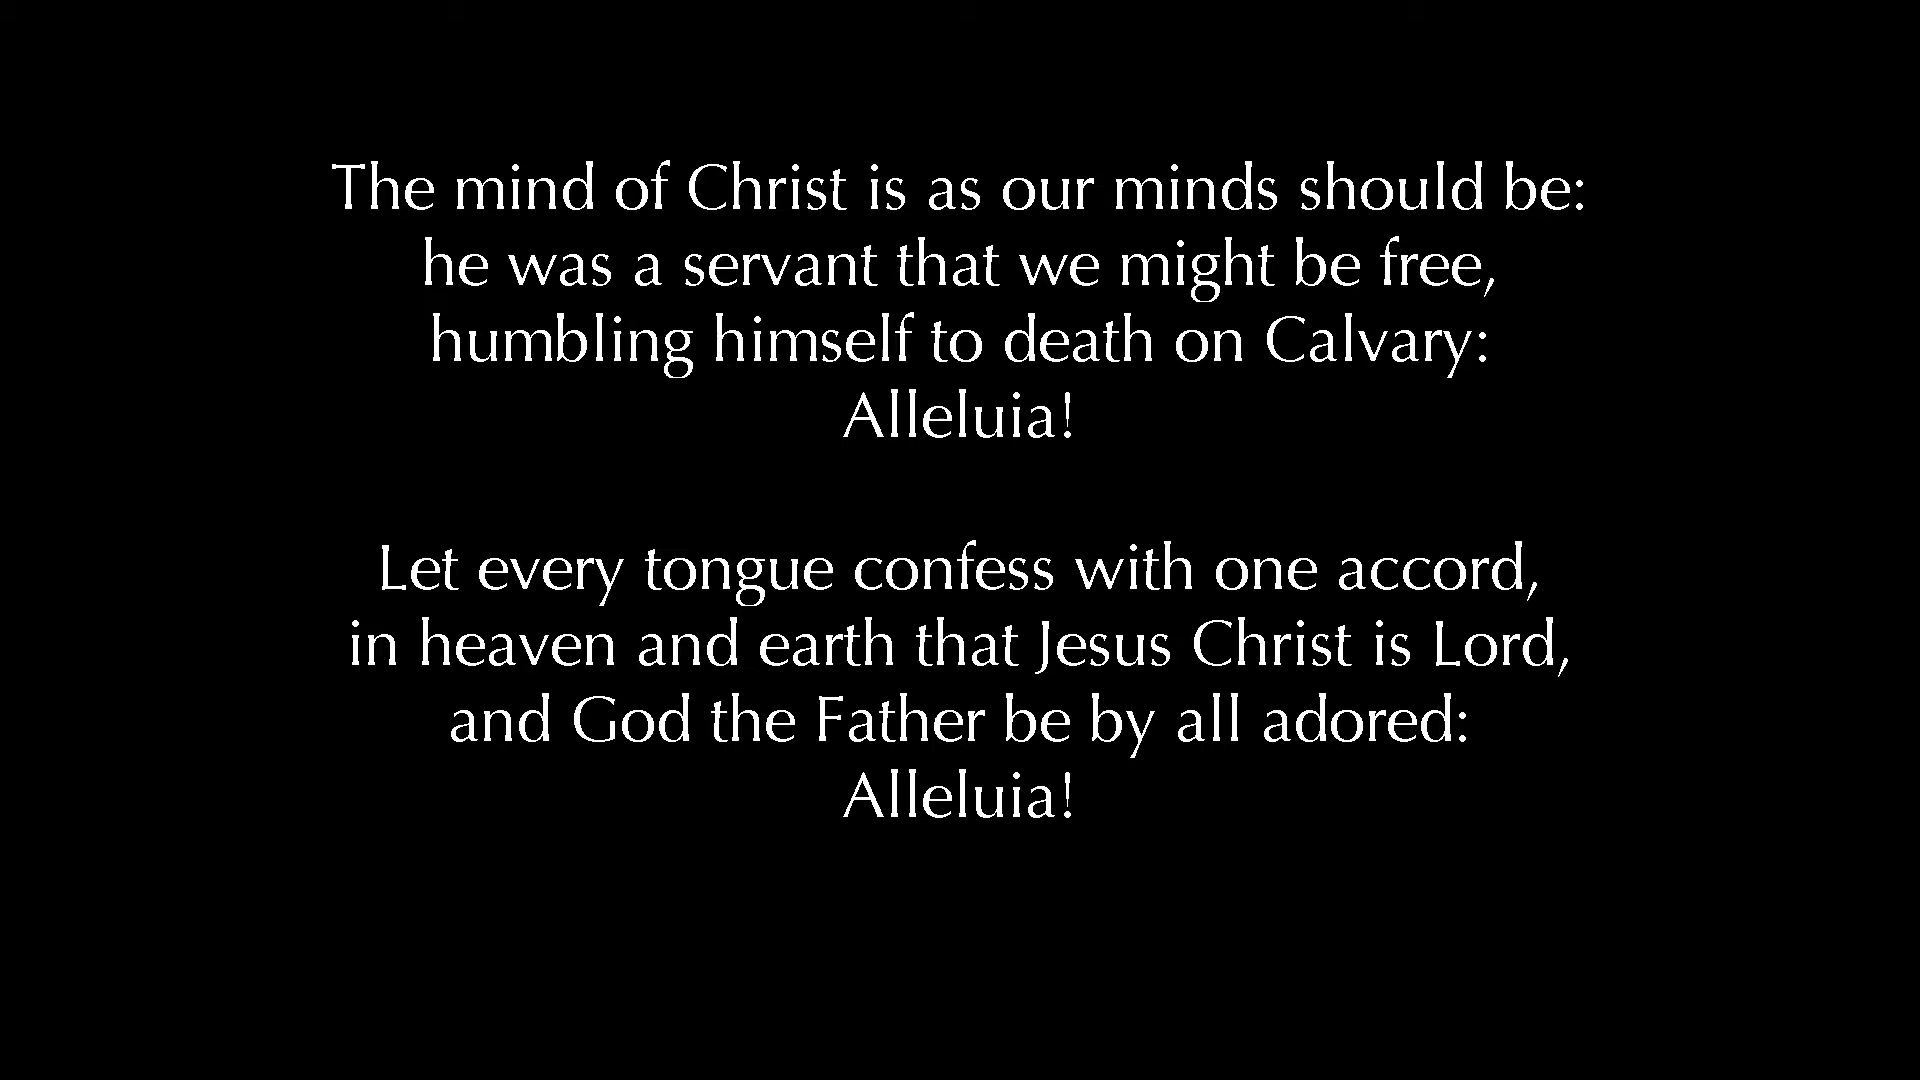 The mind of Christ is as our minds should be:
he was a servant that we might be free,
humbling himself to death on Calvary:
Alleluia!
Let every tongue confess with one accord,
in heaven and earth that Jesus Christ is Lord,
and God the Father be by all adored:
Alleluia!